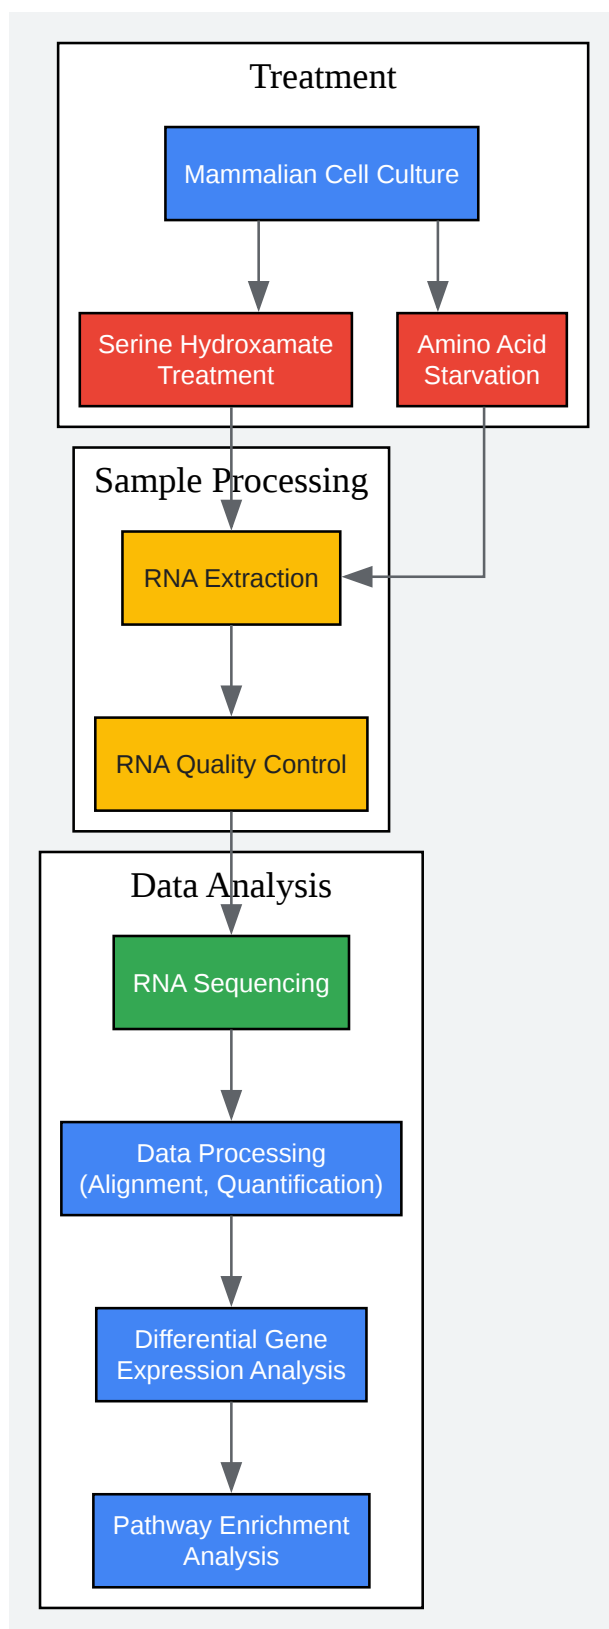 Treatment
Mammalian Cell Culture
Serine Hydroxamate
Treatment
Amino Acid
Starvation
Sample Processing
RNA Extraction
RNA Quality Control
Data Analysis
RNA Sequencing
Data Processing
(Alignment, Quantification)
Differential Gene
Expression Analysis
Pathway Enrichment
Analysis